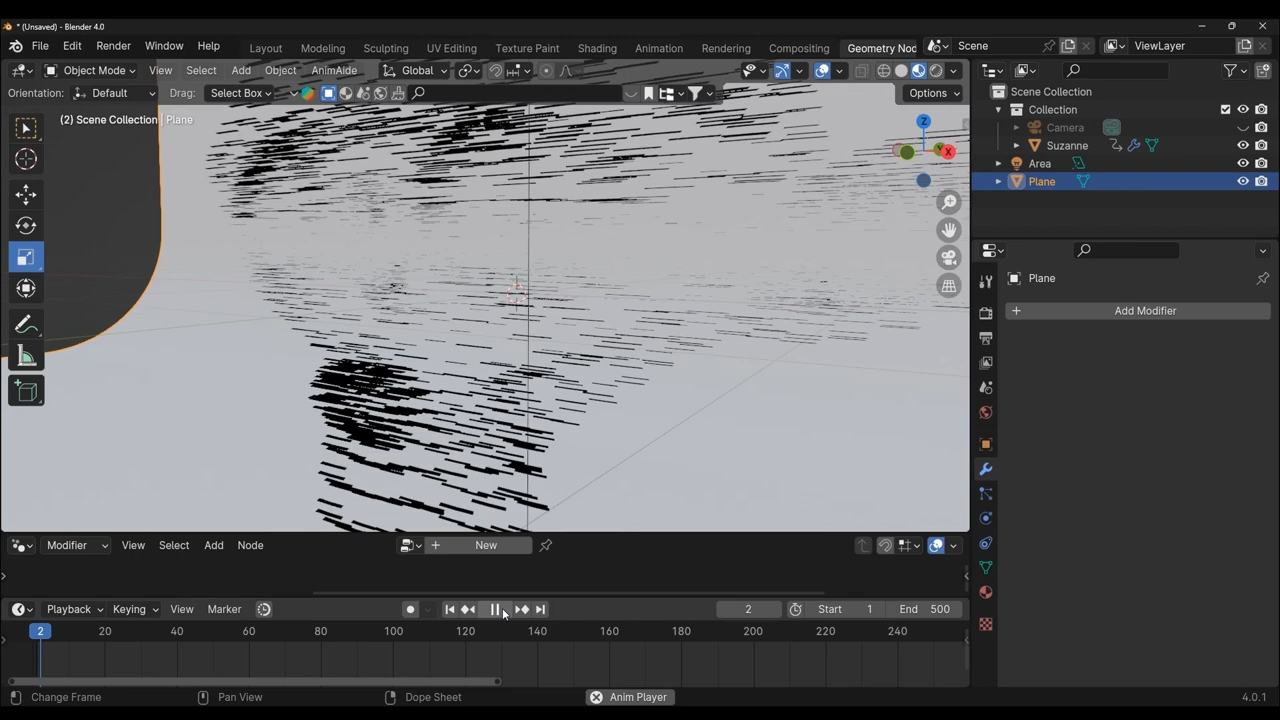 * (Unsaved) - Blender 4.0
File Edit Render Window Help Layout Modeling Sculpting UV Editing Texture Paint Shading Animation Rendering Compositing Geometry Nod Scene ViewLayer
Object Mode View Select Add Object AnimAide Global
Orientation: Default Drag: Select Box Options
(2) Scene Collection | Plane
Z
Y
X
Scene Collection
Collection
Camera
Suzanne
Area
Plane
Plane
+ Add Modifier
Modifier View Select Add Node + New
Playback Keying View Marker 2 Start 1 End 500
2 20 40 60 80 100 120 140 160 180 200 220 240
Change Frame Pan View Dope Sheet Anim Player 4.0.1